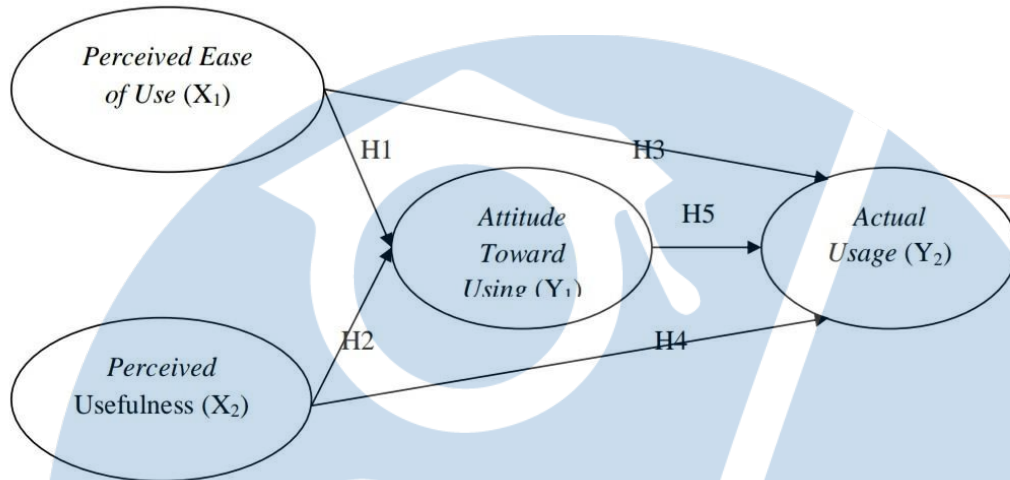 Perceived Ease
of Use (X₁)
H1
H3
Attitude
Toward
Using (Y₁)
H5
Actual
Usage (Y₂)
H2
H4
Perceived
Usefulness (X₂)